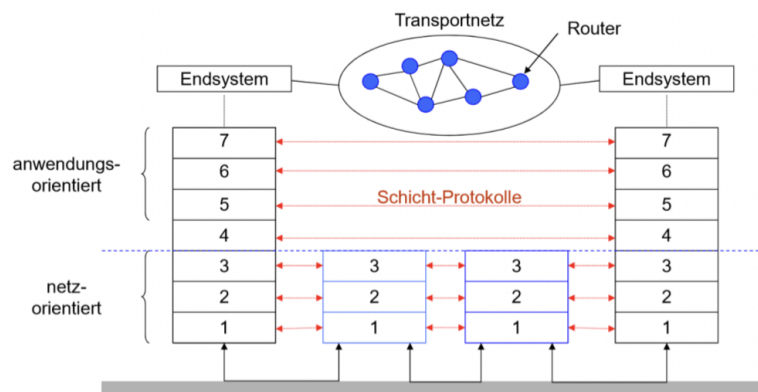 Transportnetz
Router
Endsystem
Endsystem
7
7
anwendungs-
orientiert
6
6
5
Schicht-Protokolle
5
4
4
netz-
orientiert
3
3
3
3
2
2
2
2
1
1
1
1